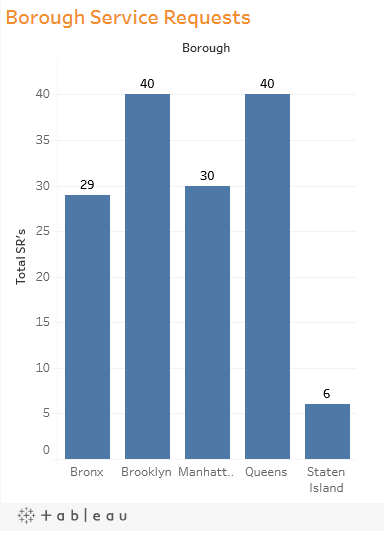 Borough Service Requests
Borough
40
40
40
35
30
30
29
25
Total SR's
20
15
10
6
5
0
Bronx Brooklyn Manhatt.. Queens Staten
Island
+ a b | e a u